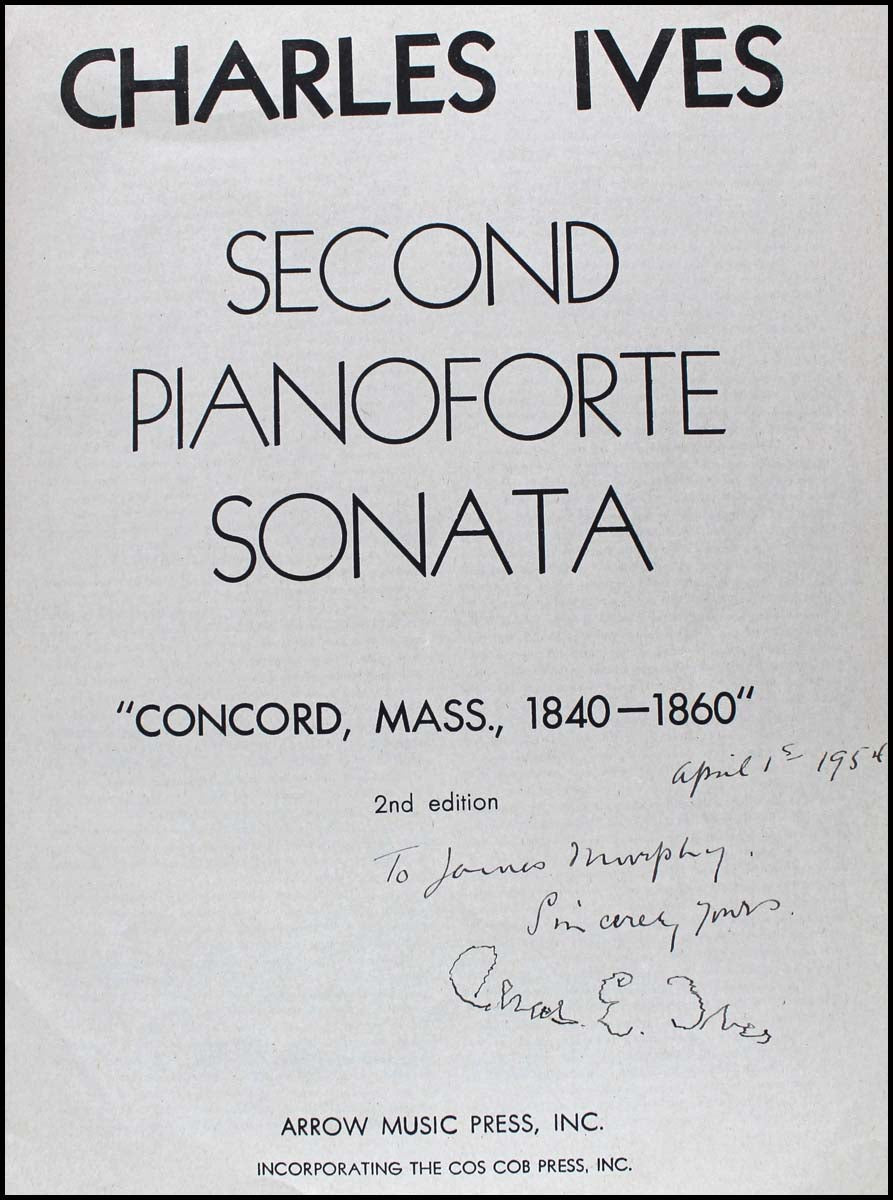 CHARLES IVES
SECOND
PIANOFORTE
SONATA
"CONCORD, MASS., 1840—1860"
April 1st 1954
2nd edition
To James Murphy.
Sincerely yours.
Chas. E. Ives
ARROW MUSIC PRESS, INC.
INCORPORATING THE COS COB PRESS, INC.